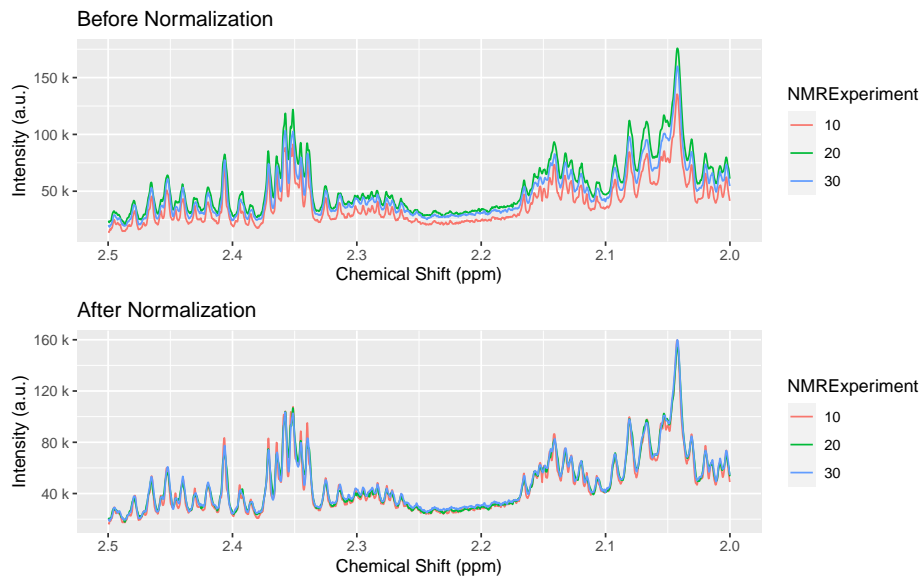 Before Normalization
Intensity (a.u.)
150 k
100 k
50 k
2.5 2.4 2.3 2.2 2.1 2.0
Chemical Shift (ppm)
NMRExperiment
10
20
30
After Normalization
Intensity (a.u.)
160 k
120 k
80 k
40 k
2.5 2.4 2.3 2.2 2.1 2.0
Chemical Shift (ppm)
NMRExperiment
10
20
30